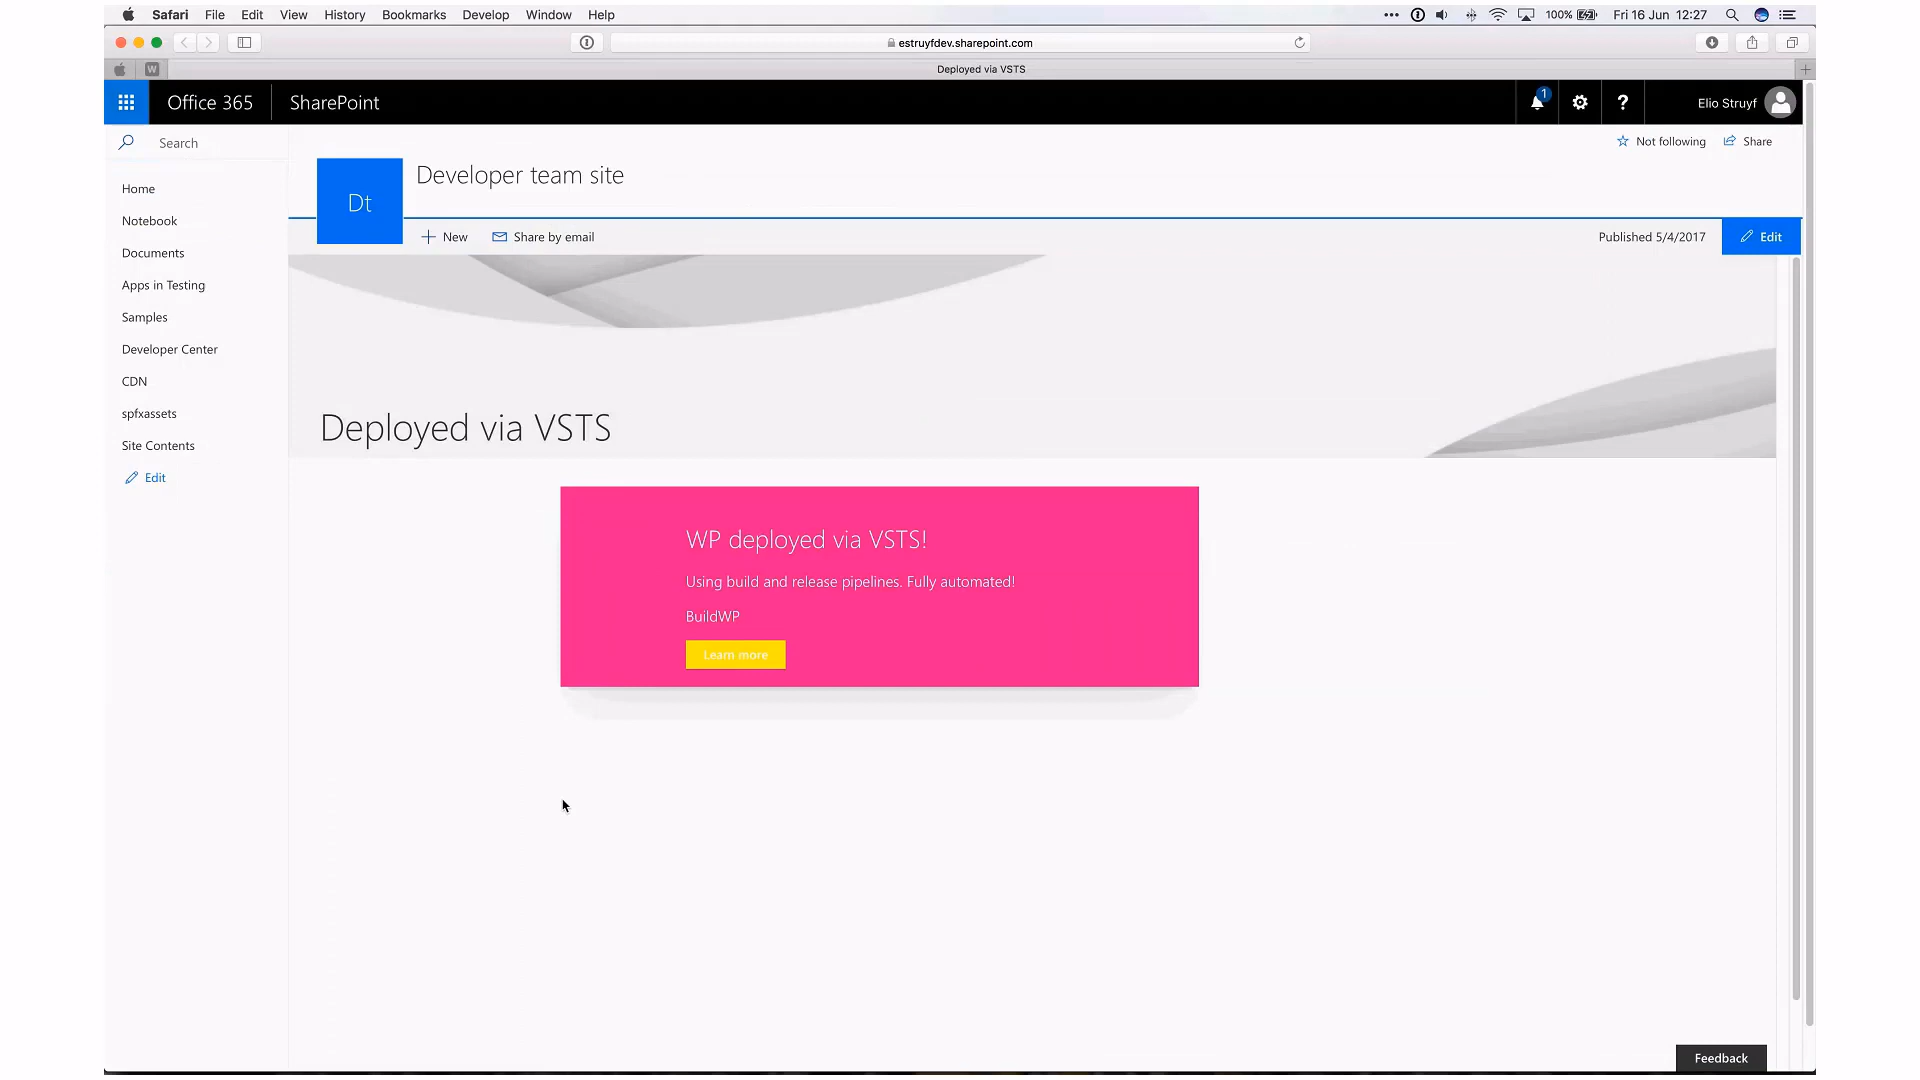 Safari File Edit View History Bookmarks Develop Window Help 100% Fri 16 Jun 12:27
estruyfdev.sharepoint.com
W Deployed via VSTS
Office 365 SharePoint 1 ? Elio Struyf
Search
Not following Share
Dt
Developer team site
New Share by email Published 5/4/2017 Edit
Home
Notebook
Documents
Apps in Testing
Samples
Developer Center
CDN
spfxassets
Site Contents
Edit
Deployed via VSTS
WP deployed via VSTS!
Using build and release pipelines. Fully automated!
BuildWP
Learn more
Feedback